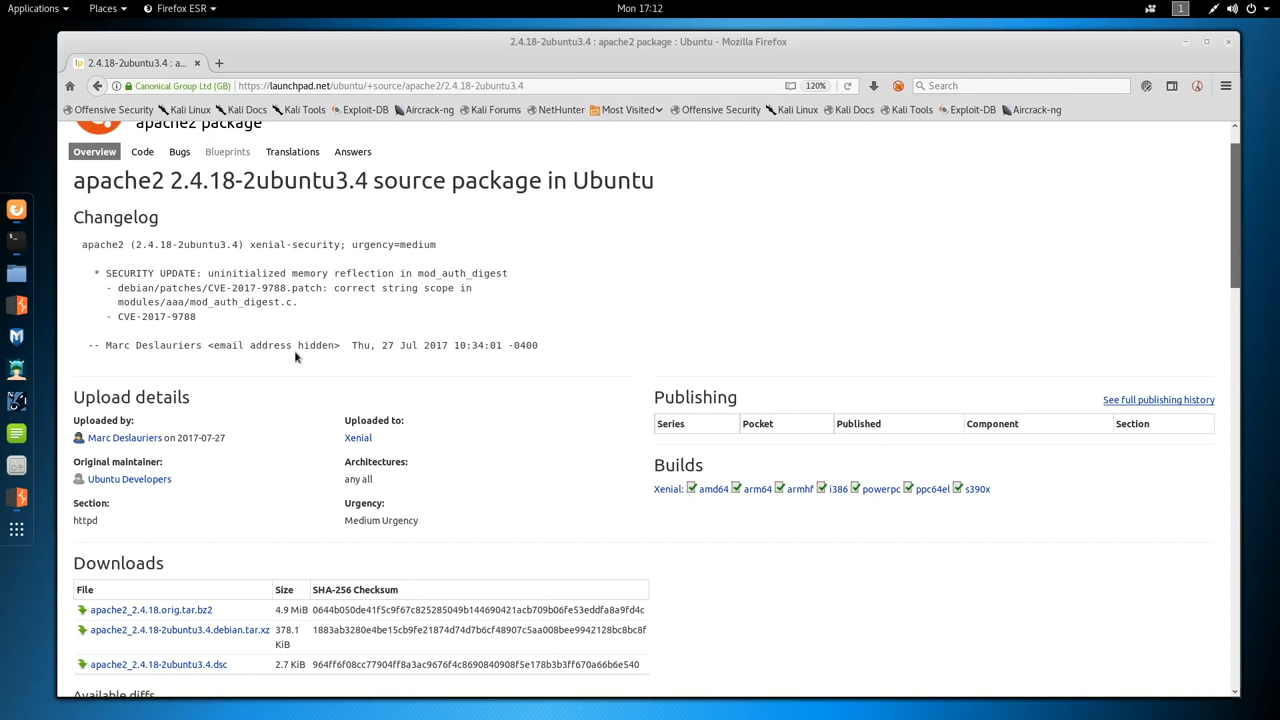 Applications Places Firefox ESR Mon 17:12 1
2.4.18-2ubuntu3.4 : apache2 package : Ubuntu - Mozilla Firefox
2.4.18-2ubuntu3.4 : a...
Canonical Group Ltd (GB) https://launchpad.net/ubuntu/+source/apache2/2.4.18-2ubuntu3.4 120% Search
Offensive Security Kali Linux Kali Docs Kali Tools Exploit-DB Aircrack-ng Kali Forums NetHunter Most Visited Offensive Security Kali Linux Kali Docs Kali Tools Exploit-DB Aircrack-ng
apache2 package
Overview Code Bugs Blueprints Translations Answers
apache2 2.4.18-2ubuntu3.4 source package in Ubuntu
Changelog
apache2 (2.4.18-2ubuntu3.4) xenial-security; urgency=medium
* SECURITY UPDATE: uninitialized memory reflection in mod_auth_digest
- debian/patches/CVE-2017-9788.patch: correct string scope in
modules/aaa/mod_auth_digest.c.
- CVE-2017-9788
-- Marc Deslauriers <email address hidden> Thu, 27 Jul 2017 10:34:01 -0400
Upload details
Uploaded by:
Marc Deslauriers on 2017-07-27
Uploaded to:
Xenial
Original maintainer:
Ubuntu Developers
Architectures:
any all
Section:
httpd
Urgency:
Medium Urgency
Publishing
See full publishing history
Series Pocket Published Component Section
Builds
Xenial: amd64 arm64 armhf i386 powerpc ppc64el s390x
Downloads
File Size SHA-256 Checksum
apache2_2.4.18.orig.tar.bz2 4.9 MiB 0644b050de41f5c9f67c825285049b144690421acb709b06fe53eddfa8a9fd4c
apache2_2.4.18-2ubuntu3.4.debian.tar.xz 378.1 1883ab3280e4be15cb9fe21874d74d7b6cf48907c5aa008bee9942128bc8bc8f
KiB
apache2_2.4.18-2ubuntu3.4.dsc 2.7 KiB 964ff6f08cc77904ff8a3ac9676f4c8690840908f5e178b3b3ff670a66b6e540
Available diffs